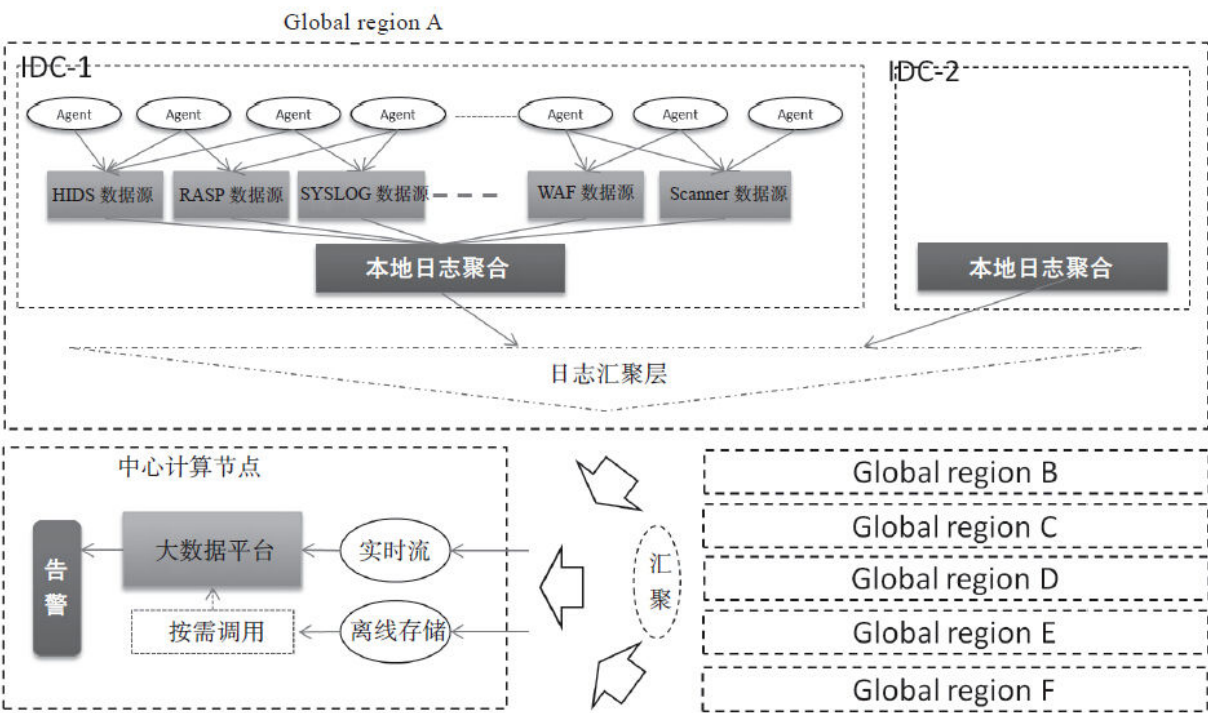 Global region A
IDC-1
IDC-2
Agent
Agent
Agent
Agent
Agent
Agent
Agent
HIDS 数据源
RASP 数据源
SYSLOG 数据源
WAF 数据源
Scanner 数据源
本地日志聚合
本地日志聚合
日志汇聚层
中心计算节点
告警
大数据平台
实时流
按需调用
离线存储
汇聚
Global region B
Global region C
Global region D
Global region E
Global region F